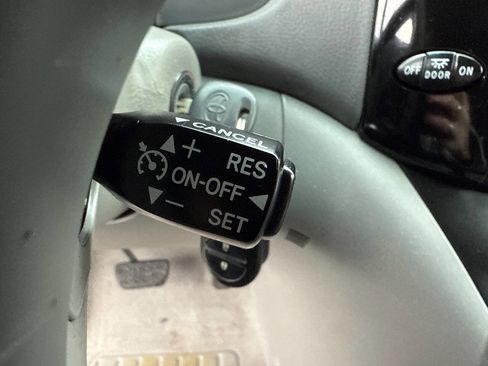 CANCEL
+ RES
ON-OFF
− SET
OFF DOOR ON